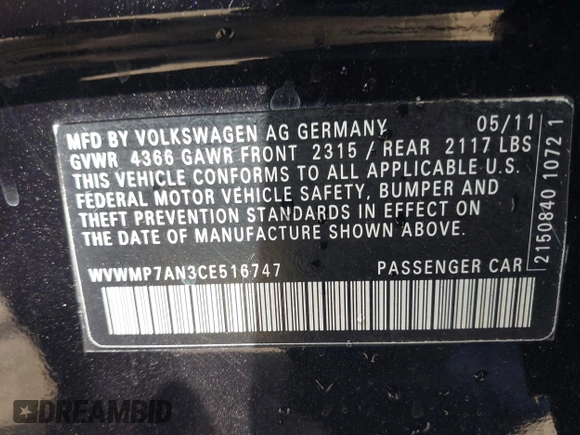 MFD BY VOLKSWAGEN AG GERMANY 05/11
GVWR 4366 GAWR FRONT 2315 / REAR 2117 LBS
THIS VEHICLE CONFORMS TO ALL APPLICABLE U.S.
FEDERAL MOTOR VEHICLE SAFETY, BUMPER AND
THEFT PREVENTION STANDARDS IN EFFECT ON
THE DATE OF MANUFACTURE SHOWN ABOVE.
WVWMP7AN3CE516747 PASSENGER CAR
2150840 1072 1
DREAMBID